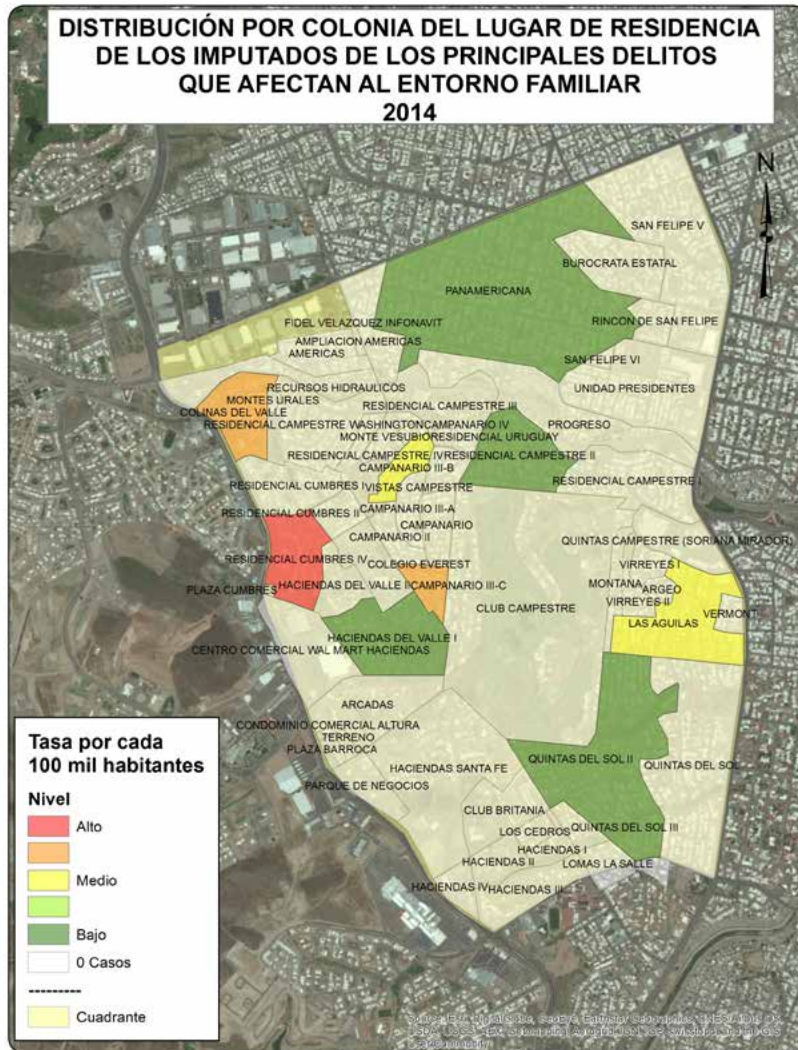 DISTRIBUCIÓN POR COLONIA DEL LUGAR DE RESIDENCIA
DE LOS IMPUTADOS DE LOS PRINCIPALES DELITOS
QUE AFECTAN AL ENTORNO FAMILIAR
2014
N
SAN FELIPE V
BUROCRATA ESTATAL
PANAMERICANA
FIDEL VELAZQUEZ INFONAVIT
RINCON DE SAN FELIPE
AMPLIACION AMERICAS
AMERICAS
SAN FELIPE VI
RECURSOS HIDRAULICOS
UNIDAD PRESIDENTES
MONTES URALES
COLINAS DEL VALLE
RESIDENCIAL CAMPESTRE III
RESIDENCIAL CAMPESTRE WASHINGTON
CAMPANARIO IV
PROGRESO
MONTE VESUBIO
RESIDENCIAL URUGUAY
RESIDENCIAL CAMPESTRE IV
RESIDENCIAL CAMPESTRE II
CAMPANARIO III-B
RESIDENCIAL CUMBRES I
VISTAS CAMPESTRE
RESIDENCIAL CAMPESTRE I
RESIDENCIAL CUMBRES II
CAMPANARIO III-A
CAMPANARIO
CAMPANARIO II
QUINTAS CAMPESTRE (SORIANA MIRADOR)
RESIDENCIAL CUMBRES IV
COLEGIO EVEREST
VIRREYES I
PLAZA CUMBRES
HACIENDAS DEL VALLE II
CAMPANARIO III-C
MONTANA
ARGEO
VIRREYES II
CLUB CAMPESTRE
VERMONT
LAS AGUILAS
HACIENDAS DEL VALLE I
CENTRO COMERCIAL WAL MART HACIENDAS
ARCADAS
CONDOMINIO COMERCIAL ALTURA
TERRENO
PLAZA BARROCA
HACIENDAS SANTA FE
QUINTAS DEL SOL II
QUINTAS DEL SOL
PARQUE DE NEGOCIOS
CLUB BRITANIA
LOS CEDROS
QUINTAS DEL SOL III
HACIENDAS I
HACIENDAS II
LOMAS LA SALLE
HACIENDAS IV
HACIENDAS III
Tasa por cada
100 mil habitantes
Nivel
Alto
Medio
Bajo
0 Casos
Cuadrante